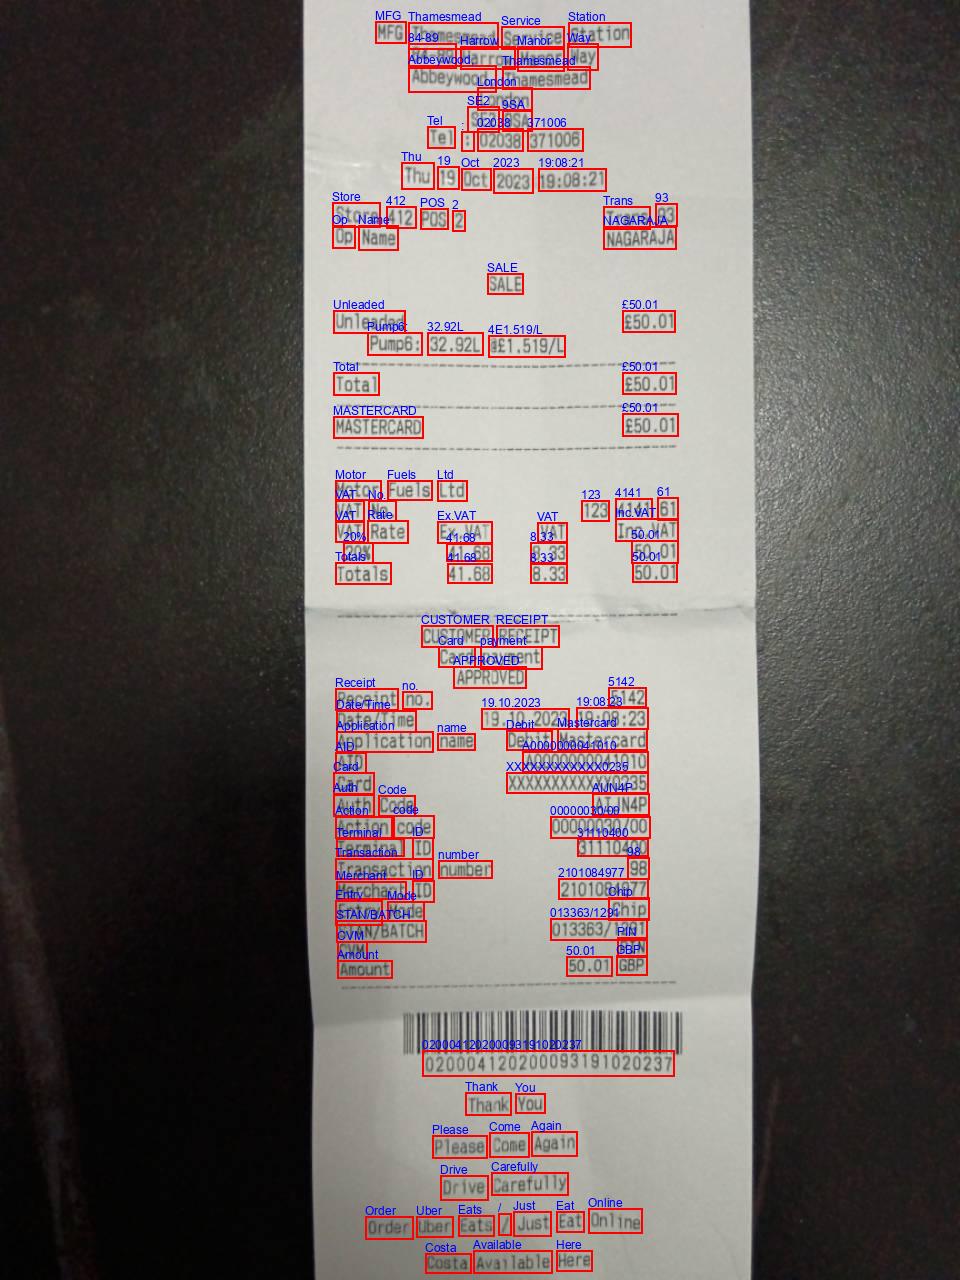 MFG Thamesmead Service Station
84-89 Harrow Manor Way
Abbeywood, Thamesmead
London
SE2 9SA
Tel : 02038 371006
Thu 19 Oct 2023 19:08:21
Store 412 POS 2 Trans 93
Op Name NAGARAJA
SALE
Unleaded £50.01
Pump6: 32.92L @£1.519/L
Total £50.01
MASTERCARD £50.01
Motor Fuels Ltd
VAT No. 123 4141 61
VAT Rate Ex.VAT VAT Inc.VAT
20% 41.68 8.33 50.01
Totals 41.68 8.33 50.01
CUSTOMER RECEIPT
Card payment
APPROVED
Receipt no. 5142
Date/Time 19.10.2023 19:08:23
Application name Debit Mastercard
AID A0000000041010
Card XXXXXXXXXXXX0235
Auth Code AIJN4P
Action code 00000030/00
Terminal ID 31110400
Transaction number 98
Merchant ID 2101084977
Entry Mode Chip
STAN/BATCH 013363/1291
CVM PIN
Amount 50.01 GBP
02000412020009319102​0237
Thank You
Please Come Again
Drive Carefully
Order Uber Eats / Just Eat Online
Costa Available Here